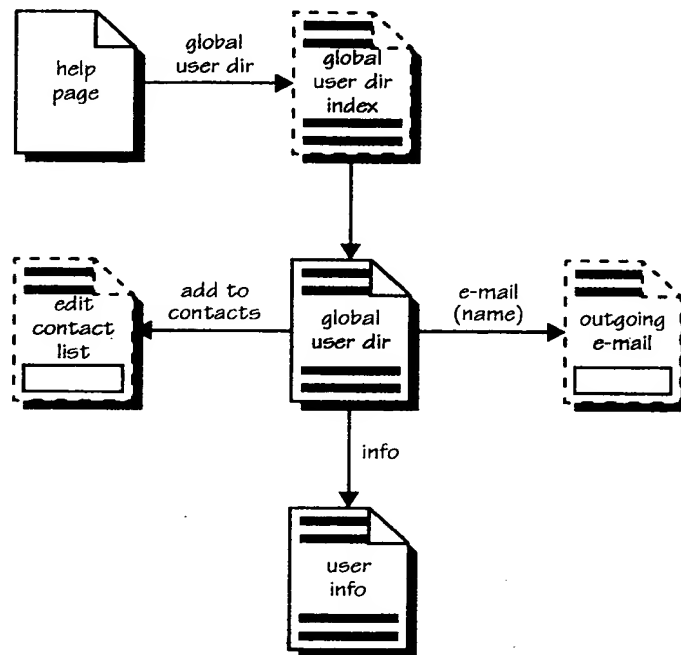 help
page
global
user dir
global
user dir
index
edit
contact
list
add to
contacts
global
user dir
e-mail
(name)
outgoing
e-mail
info
user
info